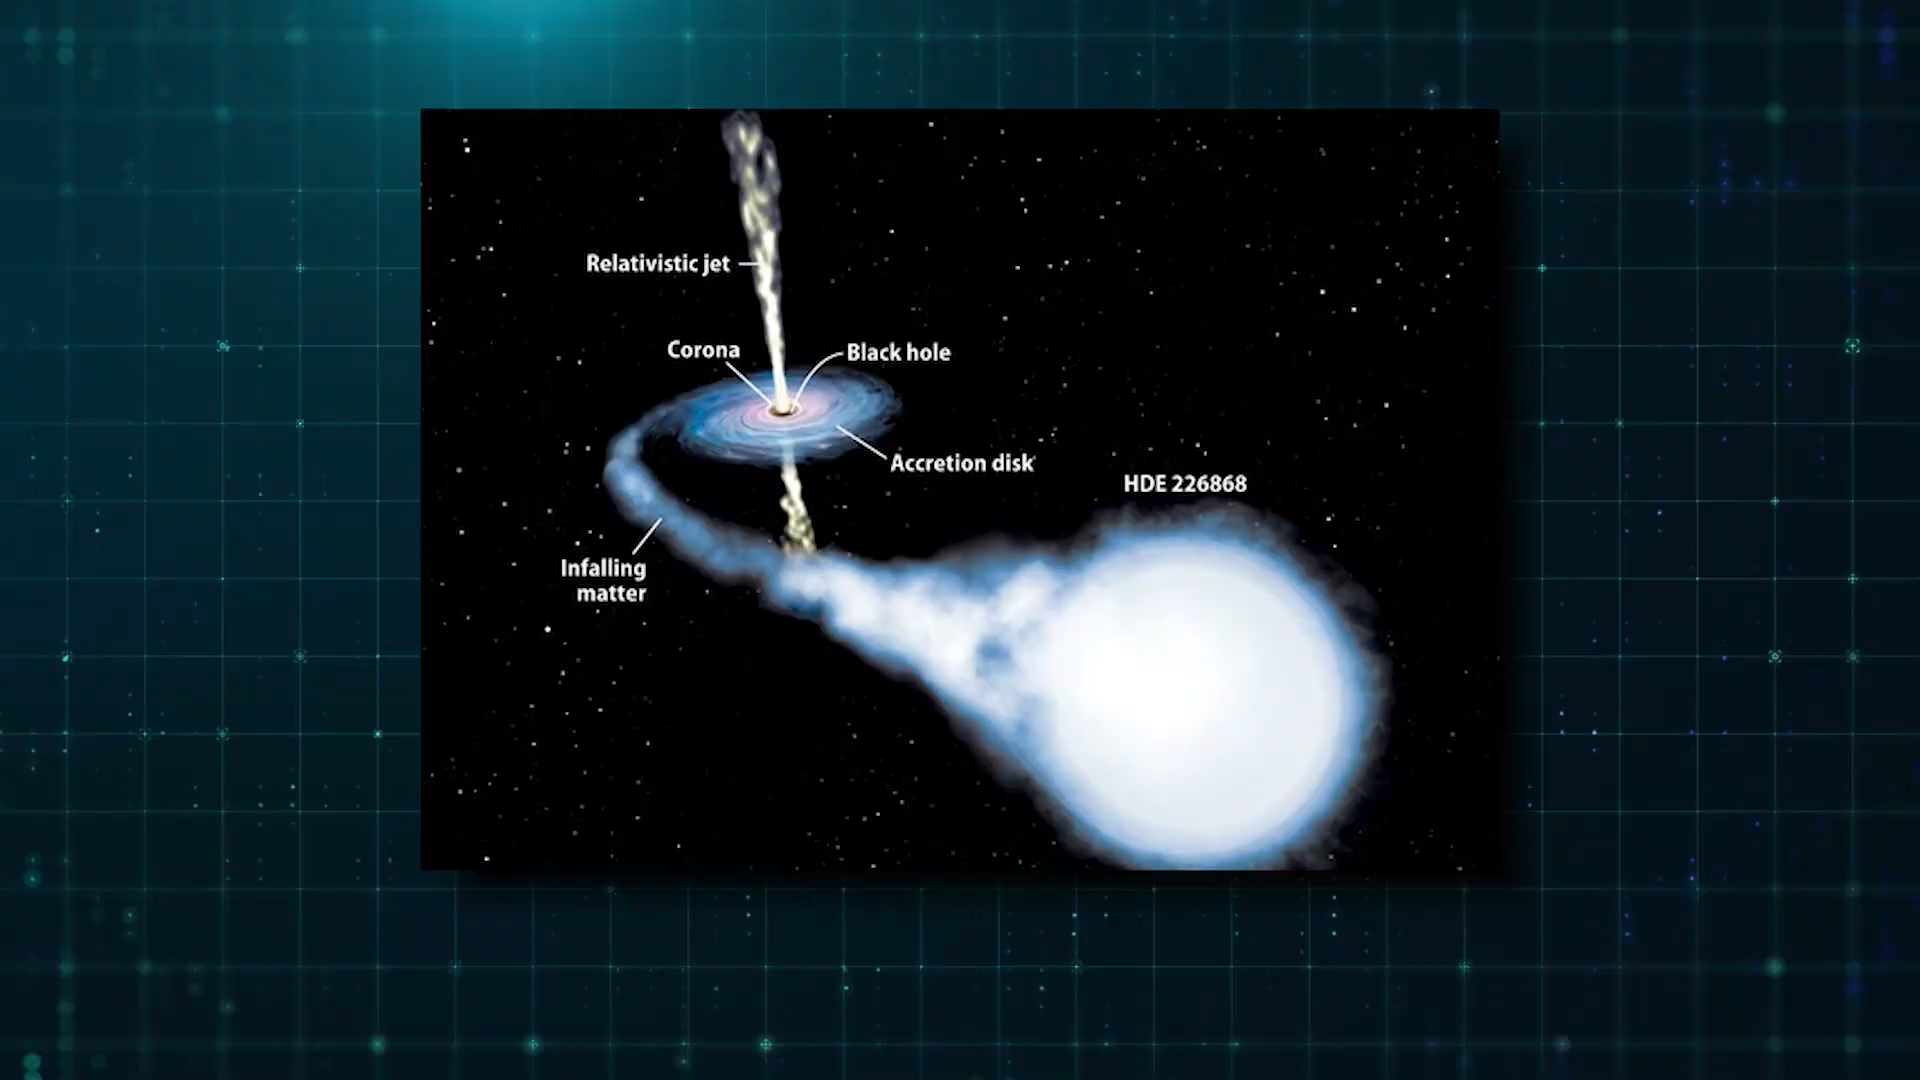 Relativistic jet
Corona
Black hole
Accretion disk
HDE 226868
Infalling
matter